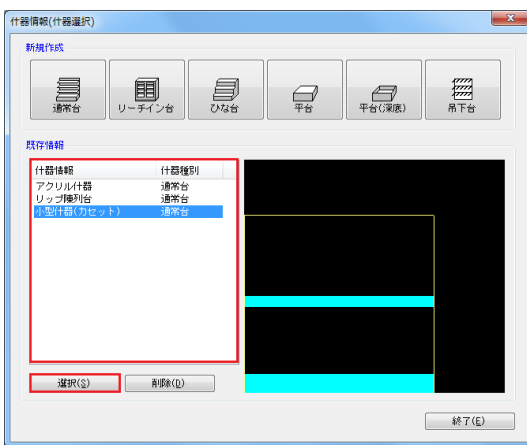 什器情報(什器選択)
新規作成
通常台 リーチイン台 ひな台 平台 平台(深底) 吊下台
既存情報
什器情報 什器種別
アクリル什器 通常台
リップ陳列台 通常台
小型什器(カセット) 通常台
選択(S) 削除(D)
終了(E)